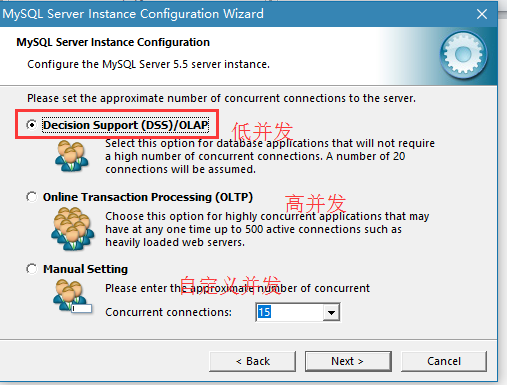 MySQL Server Instance Configuration Wizard
MySQL Server Instance Configuration
Configure the MySQL Server 5.5 server instance.
Please set the approximate number of concurrent connections to the server.
Decision Support (DSS)/OLAP
低并发
Select this option for database applications that will not require
a high number of concurrent connections. A number of 20
connections will be assumed.
Online Transaction Processing (OLTP)
高并发
Choose this option for highly concurrent applications that may
have at any one time up to 500 active connections such as
heavily loaded web servers.
Manual Setting
自定义并发
Please enter the approximate number of concurrent
Concurrent connections: 15
< Back Next > Cancel